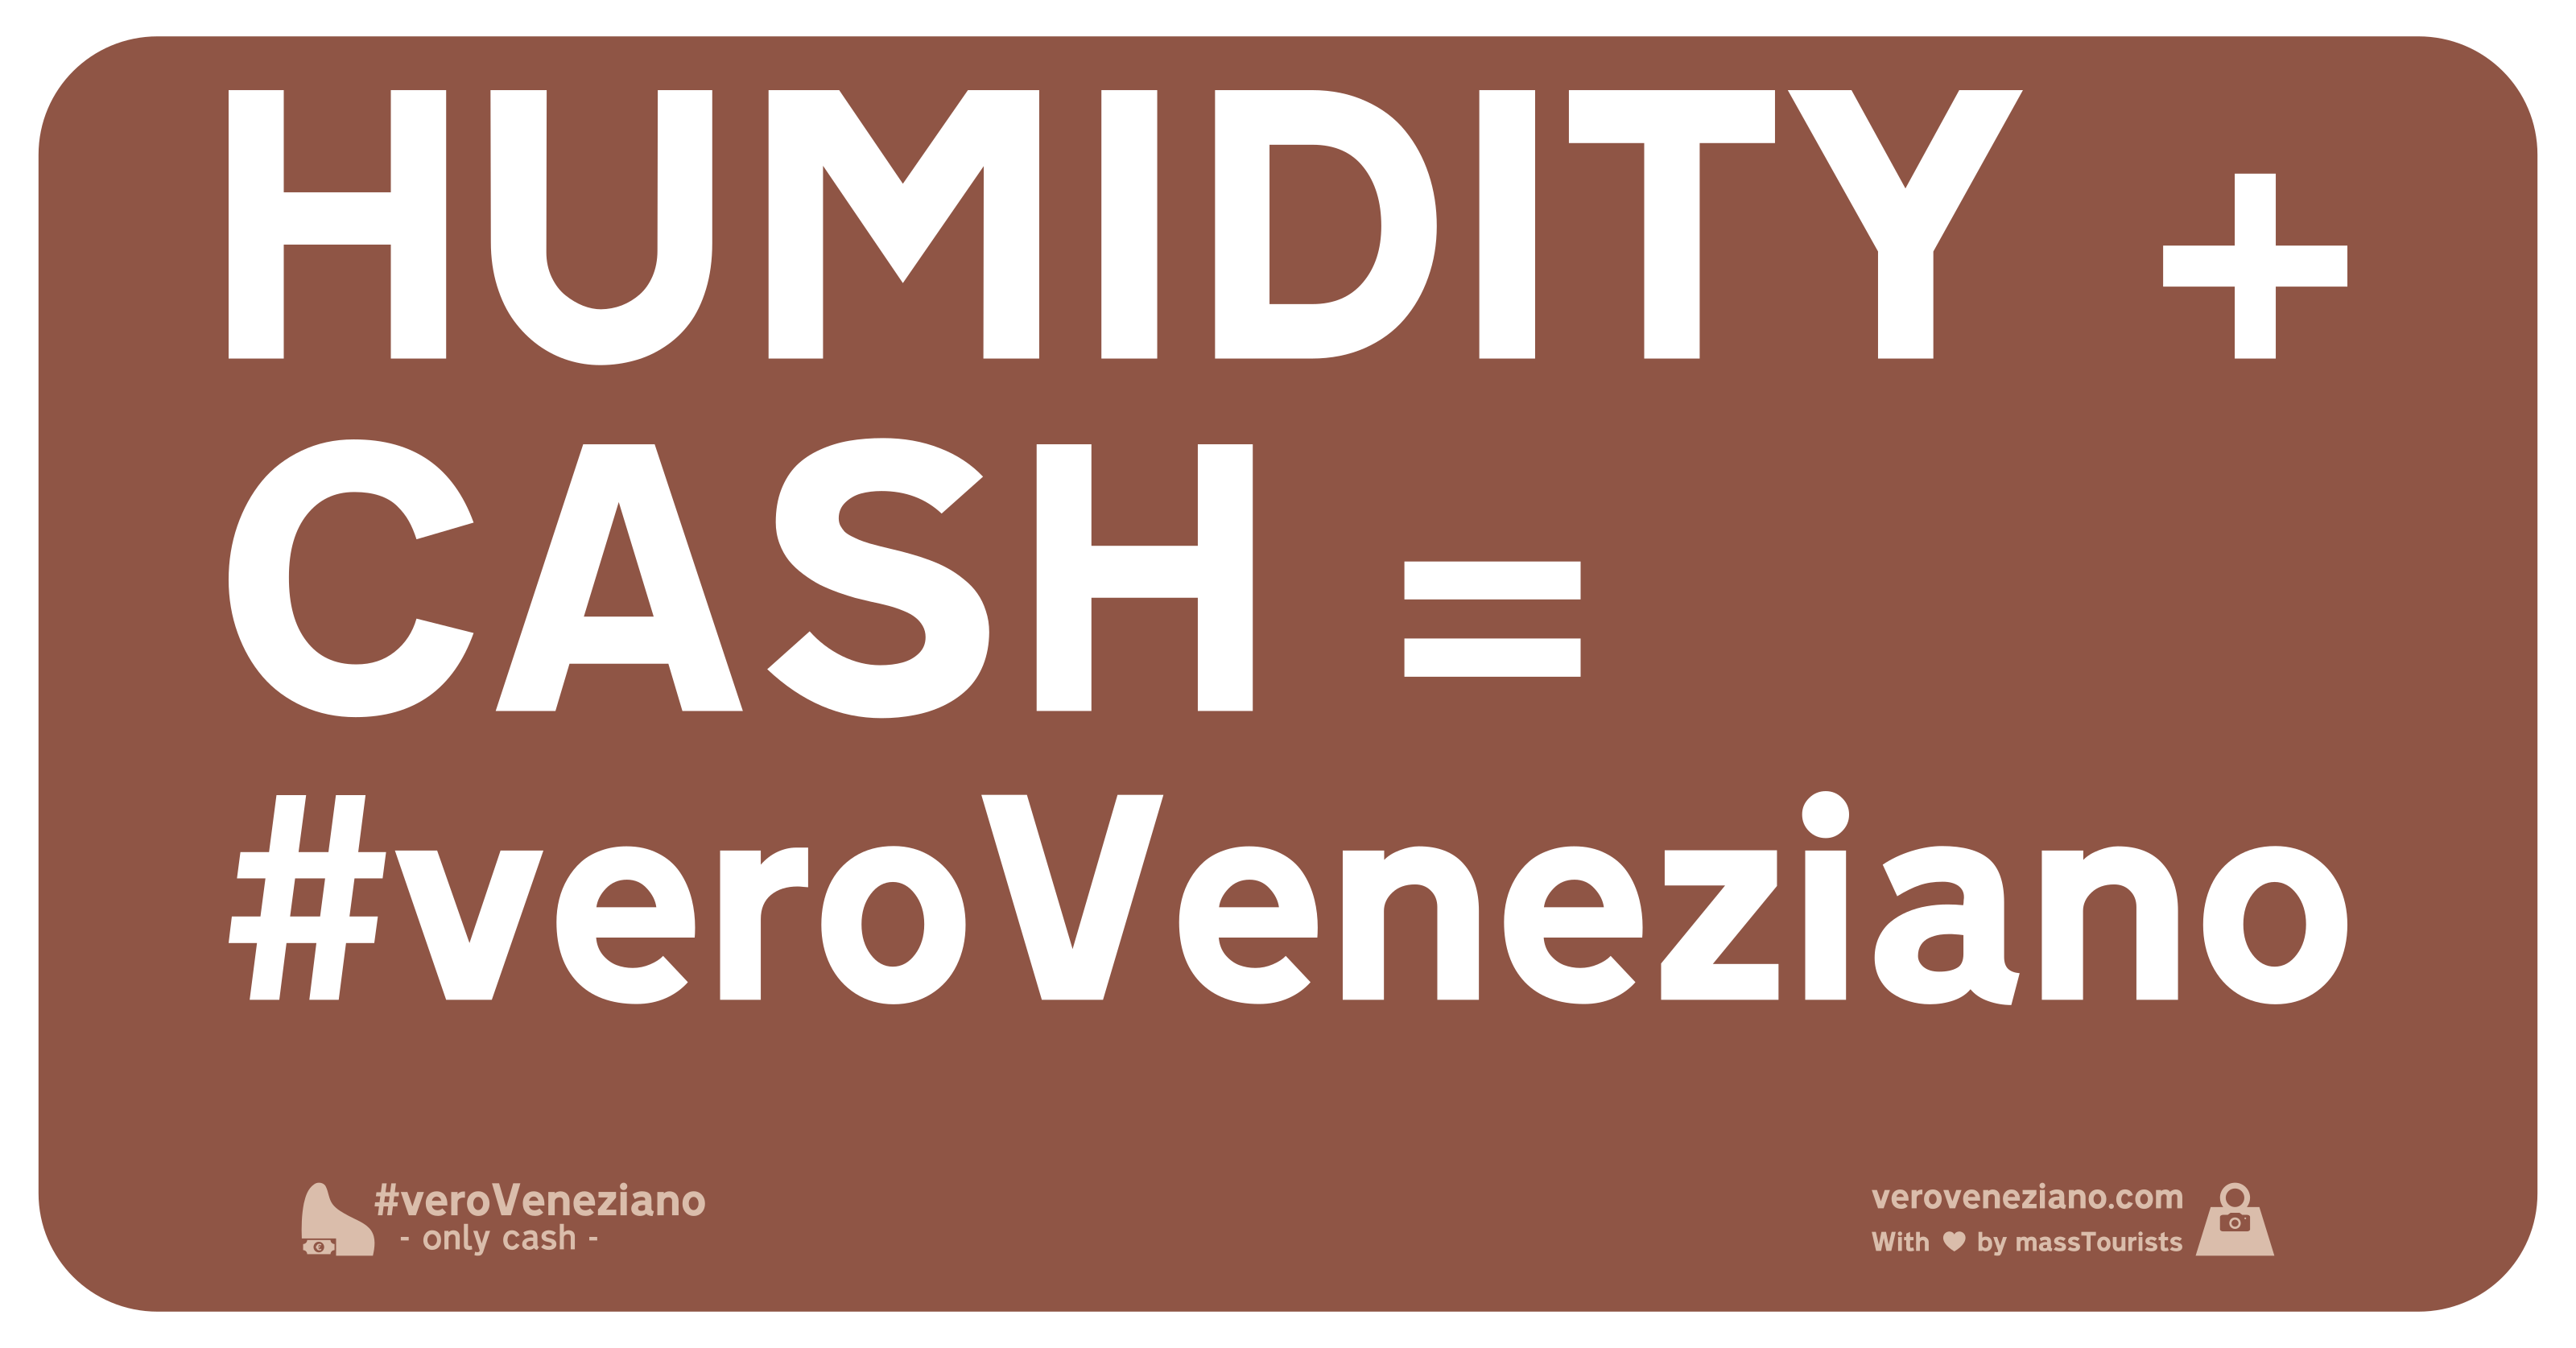 HUMIDITY +
CASH =
#veroVeneziano
#veroVeneziano
- only cash -
veroveneziano.com
With ♥ by massTourists